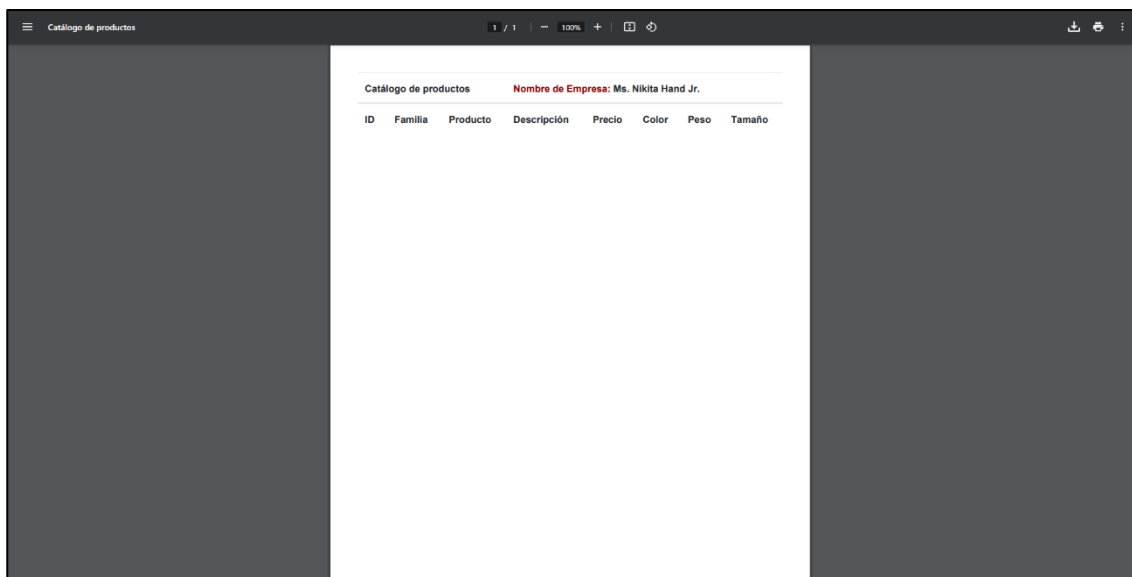 Catálogo de productos 1 / 1 100%
Catálogo de productos Nombre de Empresa: Ms. Nikita Hand Jr.
ID Familia Producto Descripción Precio Color Peso Tamaño